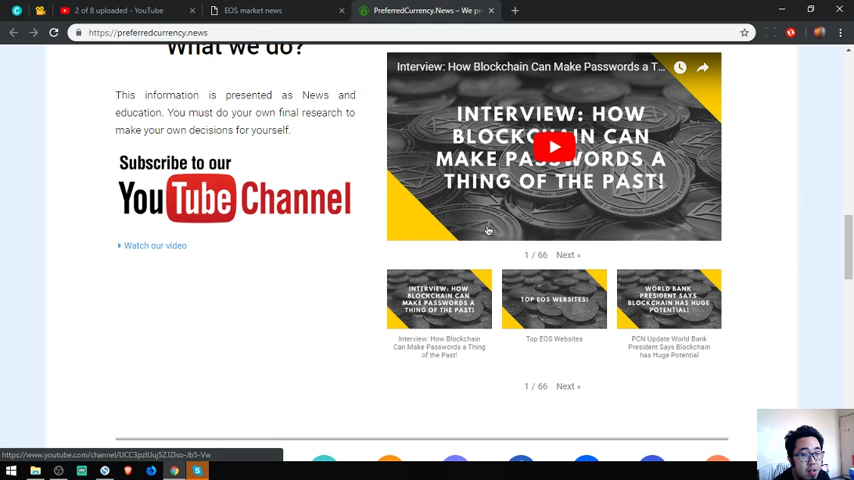 2 of 8 uploaded - YouTube
EOS market news
PreferredCurrency.News – We pr
https://preferredcurrency.news
What we do?
This information is presented as News and
education. You must do your own final research to
make your own decisions for yourself.
Subscribe to our
YouTube Channel
Watch our video
Interview: How Blockchain Can Make Passwords a T...
INTERVIEW: HOW
BLOCKCHAIN CAN
MAKE PASSWORDS A
THING OF THE PAST!
1 / 66 Next »
INTERVIEW: HOW
BLOCKCHAIN CAN
MAKE PASSWORDS A
THING OF THE PAST!
Interview: How Blockchain
Can Make Passwords a Thing
of the Past!
TOP EOS WEBSITES!
Top EOS Websites
WORLD BANK
PRESIDENT SAYS
BLOCKCHAIN HAS HUGE
POTENTIAL!
PCN Update World Bank
President Says Blockchain
has Huge Potential
1 / 66 Next »